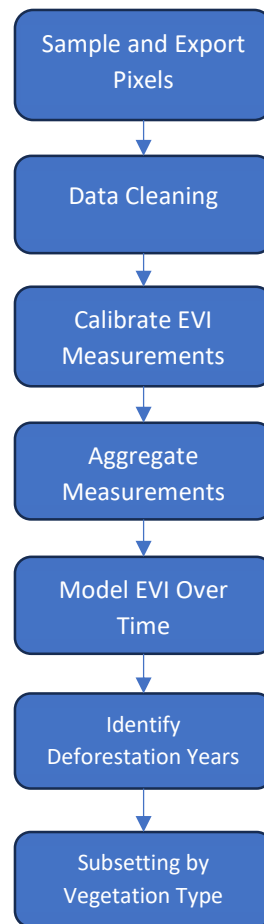 Sample and Export
Pixels
Data Cleaning
Calibrate EVI
Measurements
Aggregate
Measurements
Model EVI Over
Time
Identify
Deforestation Years
Subsetting by
Vegetation Type